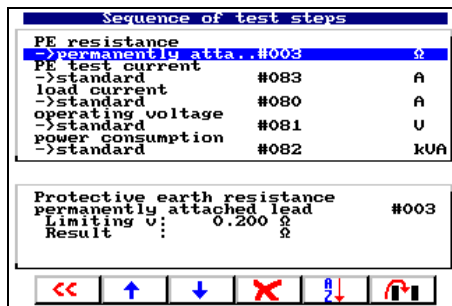 Sequence of test steps
PE resistance
->permanently atta..#003 Ω
PE test current
->standard #083 A
load current
->standard #080 A
operating voltage
->standard #081 V
power consumption
->standard #082 kVA
Protective earth resistance
permanently attached lead #003
Limiting v: 0.200 Ω
Result : Ω
<<
A
Z